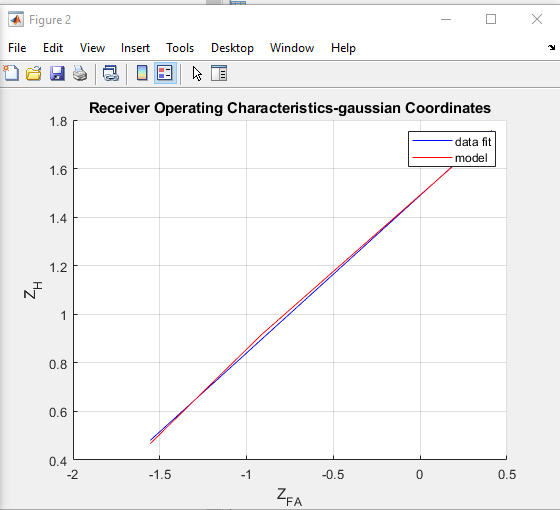 Figure 2
File Edit View Insert Tools Desktop Window Help
Receiver Operating Characteristics-gaussian Coordinates
1.8
1.6
1.4
1.2
1
0.8
0.6
0.4
Z_H
data fit
model
-2 -1.5 -1 -0.5 0 0.5
Z_FA